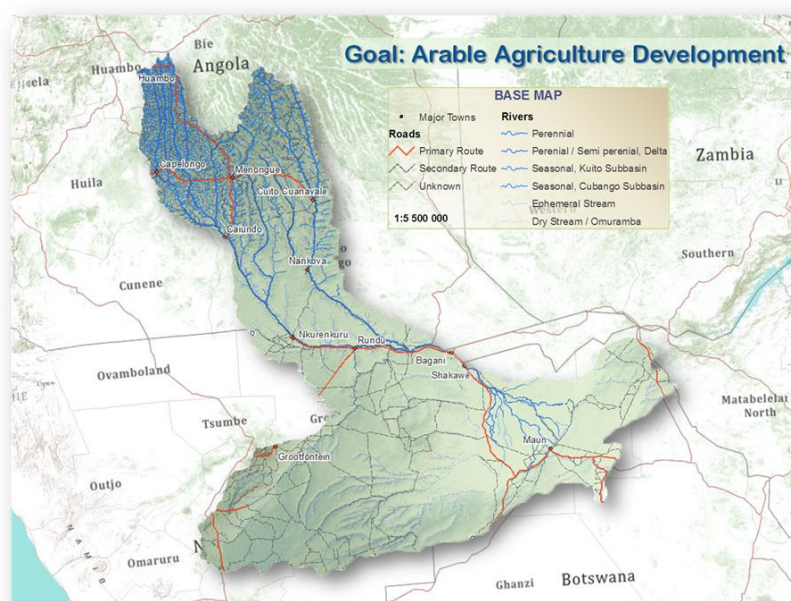 Goal: Arable Agriculture Development
Bie
Huambo
Angola
Huambo
BASE MAP
Major Towns
Roads
Primary Route
Secondary Route
Unknown
1:5 500 000
Rivers
Perennial
Perenial / Semi perenial, Delta
Seasonal, Kuito Subbasin
Seasonal, Cubango Subbasin
Ephemeral Stream
Dry Stream / Omuramba
Western
Zambia
Capelongo
Menongue
Huila
Cuito Cuanavale
Caiundo
Southern
Nankova
Cunene
Nkurenkuru
Rundu
Bagani
Shakawe
Ovamboland
Matabelelan
North
Tsumbe
Maun
Grootfontein
Outjo
NAMIB
Omaruru
Ghanzi
Botswana